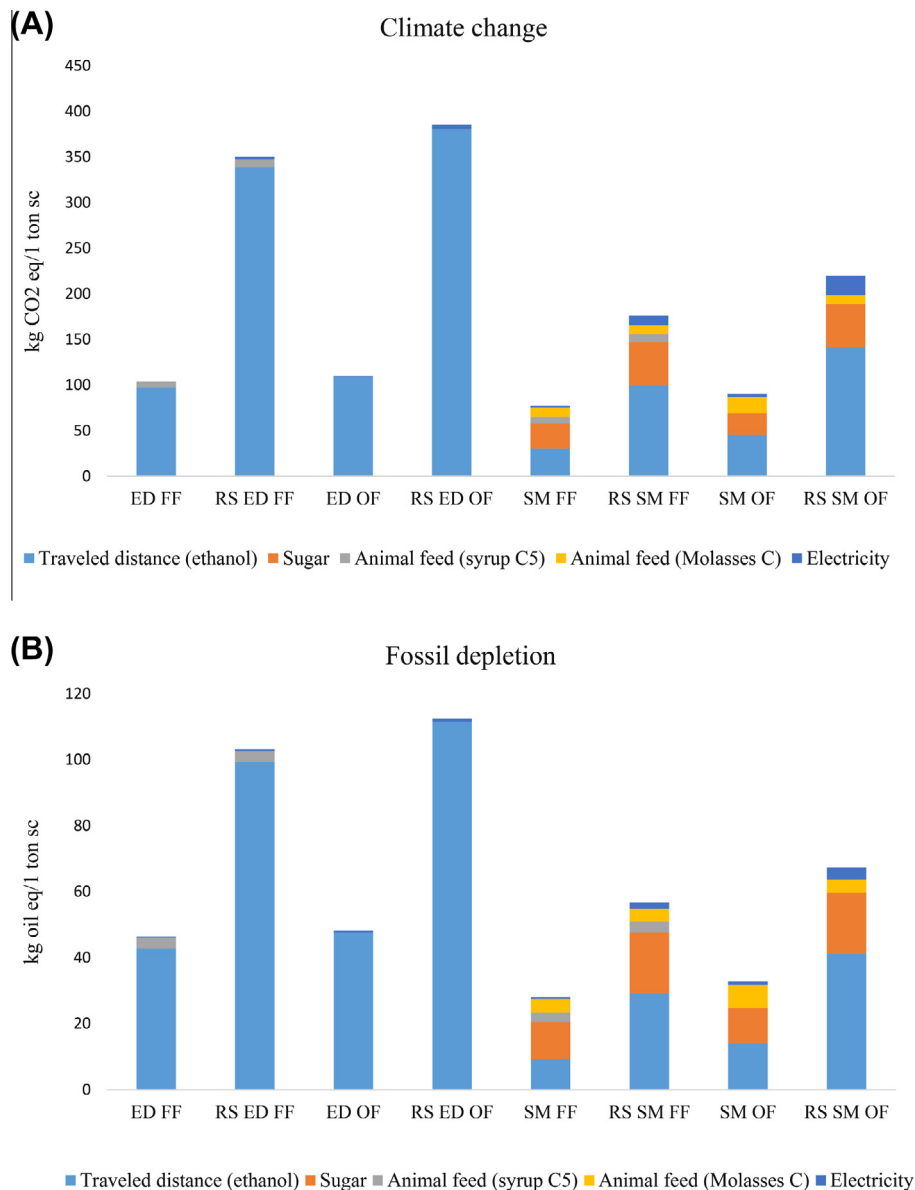 (A)
Climate change
450
400
350
300
250
200
150
100
50
0
kg CO2 eq/1 ton sc
ED FF RS ED FF ED OF RS ED OF SM FF RS SM FF SM OF RS SM OF
Traveled distance (ethanol) Sugar Animal feed (syrup C5) Animal feed (Molasses C) Electricity
(B)
Fossil depletion
120
100
80
60
40
20
0
kg oil eq/1 ton sc
ED FF RS ED FF ED OF RS ED OF SM FF RS SM FF SM OF RS SM OF
Traveled distance (ethanol) Sugar Animal feed (syrup C5) Animal feed (Molasses C) Electricity